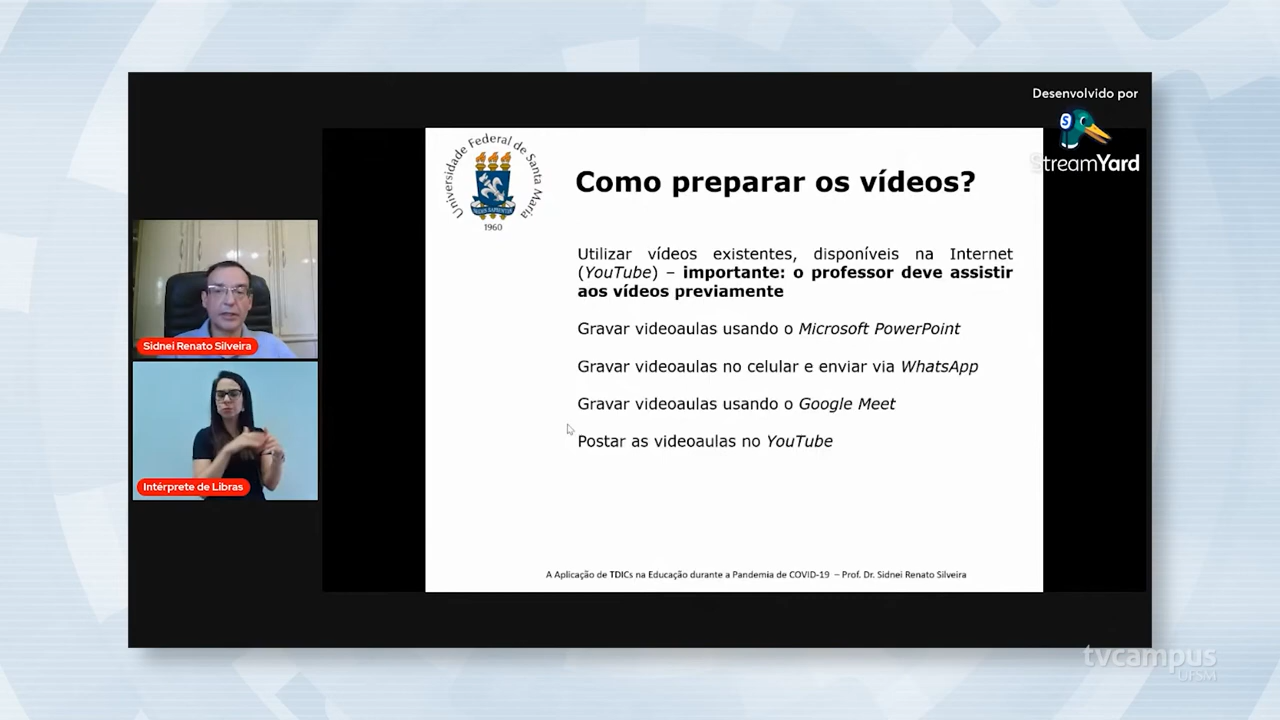 Desenvolvido por
S
StreamYard
Universidade Federal de Santa Maria
SEDES SAPIENTIAE
1960
Como preparar os vídeos?
Utilizar vídeos existentes, disponíveis na Internet
(YouTube) – importante: o professor deve assistir
aos vídeos previamente
Gravar videoaulas usando o Microsoft PowerPoint
Gravar videoaulas no celular e enviar via WhatsApp
Gravar videoaulas usando o Google Meet
Postar as videoaulas no YouTube
Sidnei Renato Silveira
Intérprete de Libras
A Aplicação de TDICs na Educação durante a Pandemia de COVID-19 – Prof. Dr. Sidnei Renato Silveira
tvcampus
UFSM